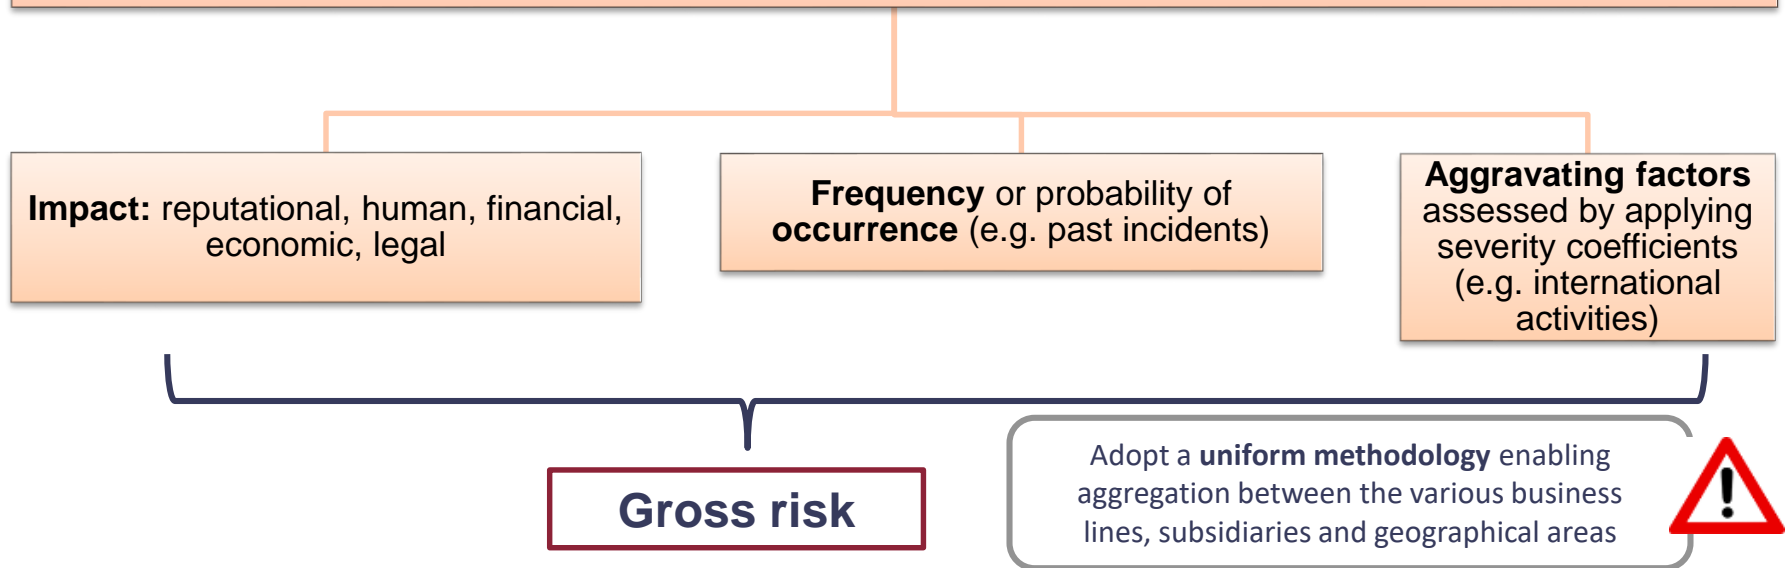 Impact: reputational, human, financial,
economic, legal
Frequency or probability of
occurrence (e.g. past incidents)
Aggravating factors
assessed by applying
severity coefficients
(e.g. international
activities)
Gross risk
Adopt a uniform methodology enabling
aggregation between the various business
lines, subsidiaries and geographical areas